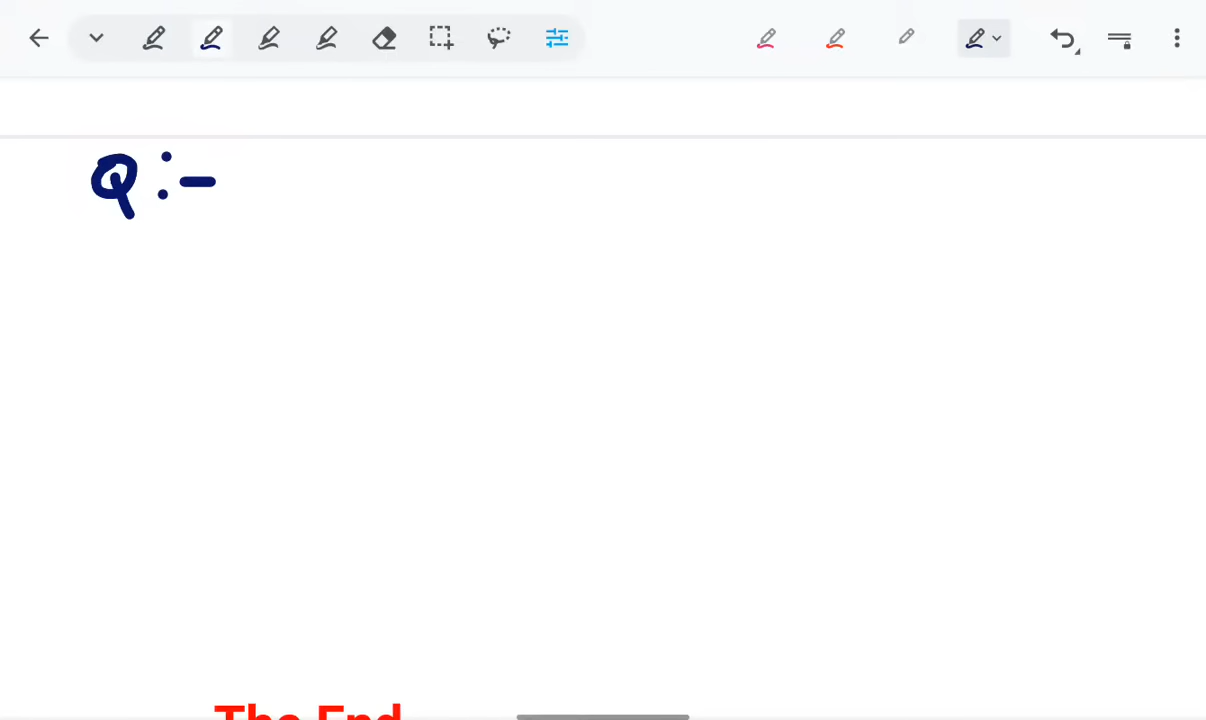 Q :-
The End